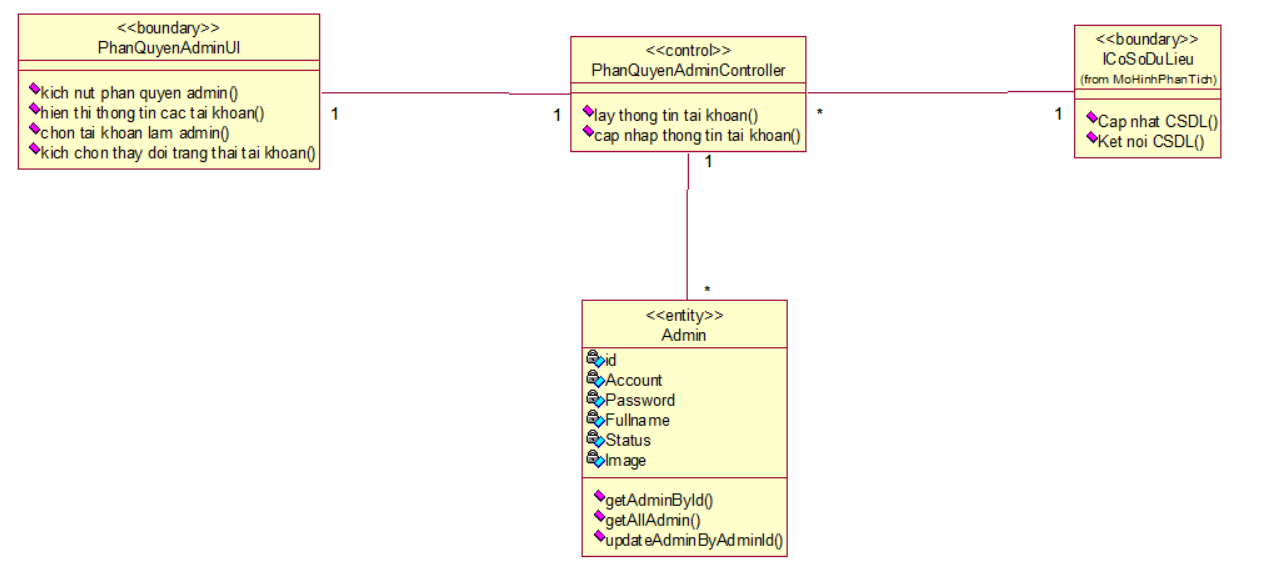 <<boundary>>
PhanQuyenAdminUI
kich nut phan quyen admin()
hien thi thong tin cac tai khoan()
chon tai khoan lam admin()
kich chon thay doi trang thai tai khoan()
1
1
<<control>>
PhanQuyenAdminController
lay thong tin tai khoan()
cap nhap thong tin tai khoan()
*
1
<<boundary>>
ICoSoDuLieu
(from MoHinhPhanTich)
Cap nhat CSDL()
Ket noi CSDL()
1
*
<<entity>>
Admin
id
Account
Password
Fullname
Status
Image
getAdminById()
getAllAdmin()
updateAdminByAdminId()